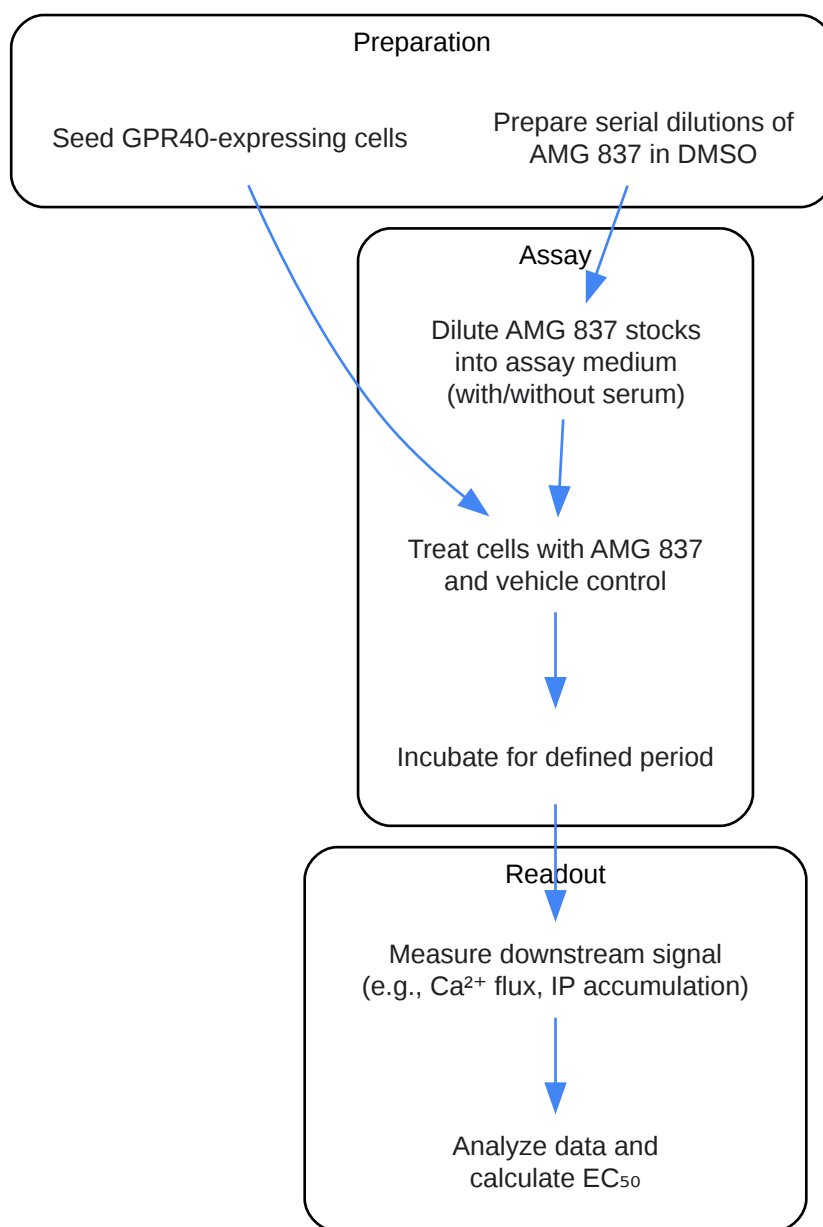 Preparation
Seed GPR40-expressing cells
Prepare serial dilutions of
AMG 837 in DMSO
Assay
Dilute AMG 837 stocks
into assay medium
(with/without serum)
Treat cells with AMG 837
and vehicle control
Incubate for defined period
Readout
Measure downstream signal
(e.g., Ca²⁺ flux, IP accumulation)
Analyze data and
calculate EC₅₀